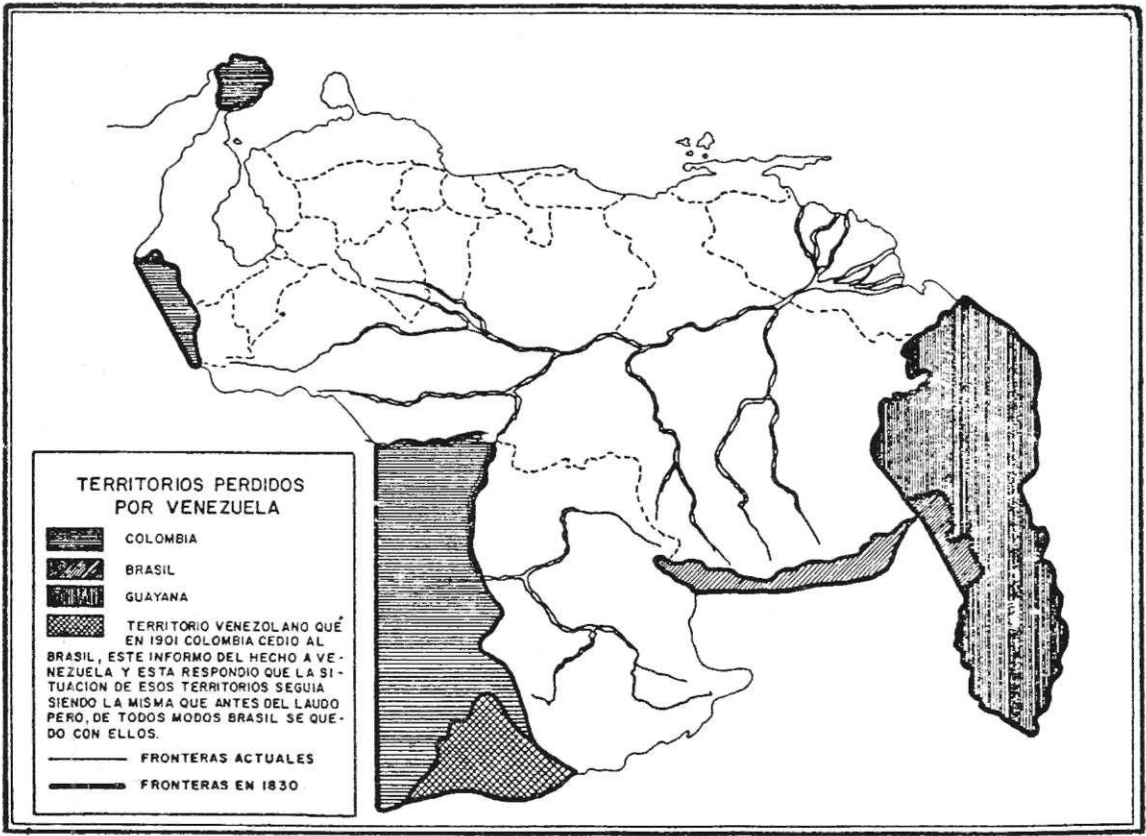 TERRITORIOS PERDIDOS
POR VENEZUELA
COLOMBIA
BRASIL
GUAYANA
TERRITORIO VENEZOLANO QUE
EN 1901 COLOMBIA CEDIO AL
BRASIL, ESTE INFORMO DEL HECHO A VE-
NEZUELA Y ESTA RESPONDIO QUE LA SI-
TUACION DE ESOS TERRITORIOS SEGUIA
SIENDO LA MISMA QUE ANTES DEL LAUDO
PERO, DE TODOS MODOS BRASIL SE QUE-
DO CON ELLOS.
FRONTERAS ACTUALES
FRONTERAS EN 1830